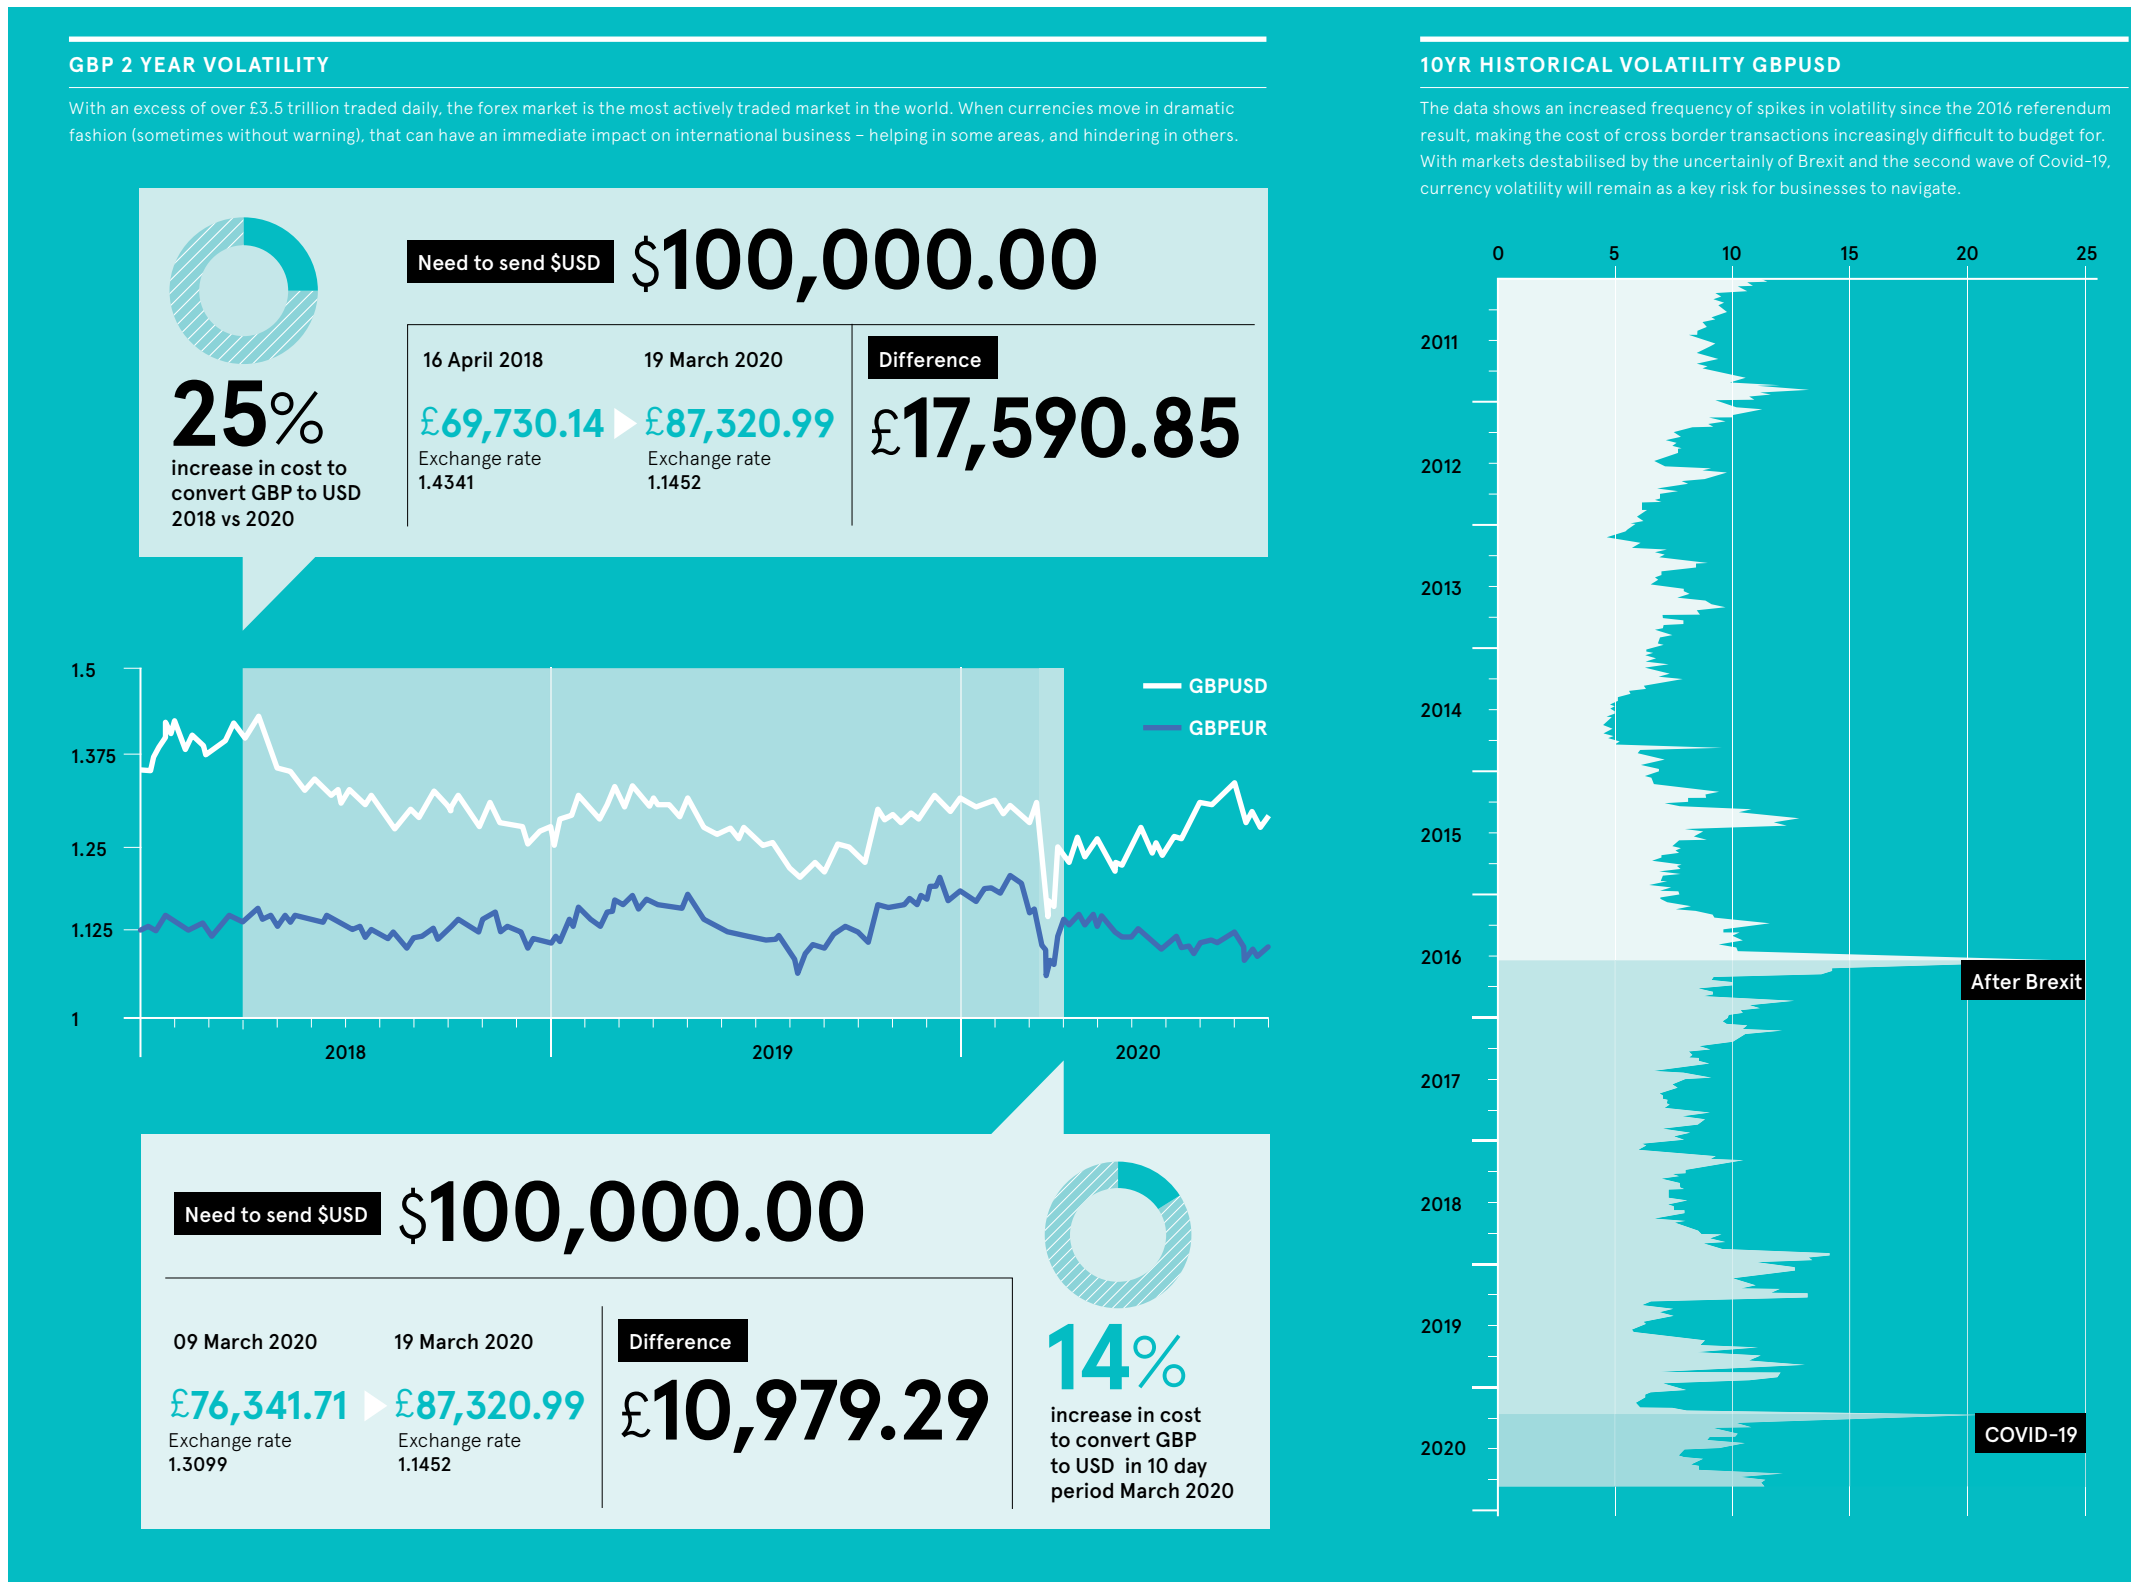 GBP 2 YEAR VOLATILITY
With an excess of over £3.5 trillion traded daily, the forex market is the most actively traded market in the world. When currencies move in dramatic
fashion (sometimes without warning), that can have an immediate impact on international business – helping in some areas, and hindering in others.
25%
increase in cost to
convert GBP to USD
2018 vs 2020
Need to send $USD
$100,000.00
16 April 2018
£69,730.14
Exchange rate
1.4341
19 March 2020
£87,320.99
Exchange rate
1.1452
Difference
£17,590.85
1.5
1.375
1.25
1.125
1
GBPUSD
GBPEUR
2018
2019
2020
Need to send $USD
$100,000.00
09 March 2020
£76,341.71
Exchange rate
1.3099
19 March 2020
£87,320.99
Exchange rate
1.1452
Difference
£10,979.29
14%
increase in cost
to convert GBP
to USD in 10 day
period March 2020
10YR HISTORICAL VOLATILITY GBPUSD
The data shows an increased frequency of spikes in volatility since the 2016 referendum
result, making the cost of cross border transactions increasingly difficult to budget for.
With markets destabilised by the uncertainly of Brexit and the second wave of Covid-19,
currency volatility will remain as a key risk for businesses to navigate.
0
5
10
15
20
25
2011
2012
2013
2014
2015
2016
After Brexit
2017
2018
2019
COVID-19
2020